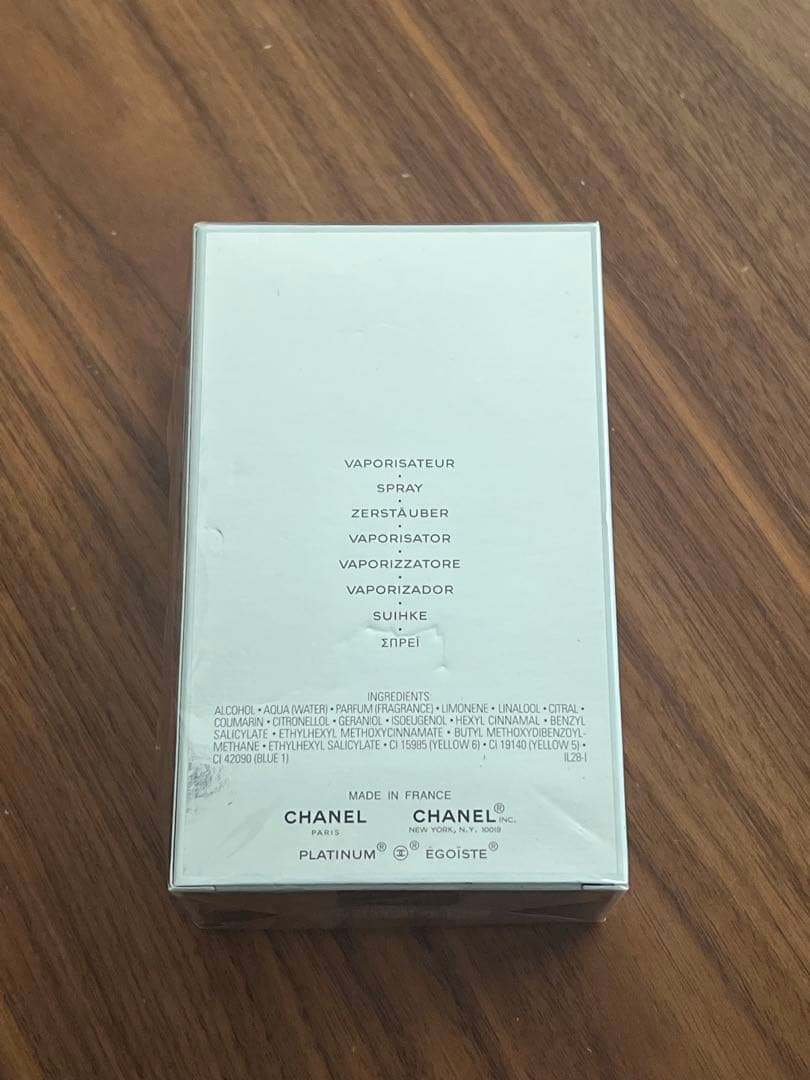 VAPORISATEUR
•
SPRAY
•
ZERSTÄUBER
•
VAPORISATOR
•
VAPORIZZATORE
•
VAPORIZADOR
•
SUIHKE
•
ΣΠΡΕΪ
INGREDIENTS:
ALCOHOL • AQUA (WATER) • PARFUM (FRAGRANCE) • LIMONENE • LINALOOL • CITRAL •
COUMARIN • CITRONELLOL • GERANIOL • ISOEUGENOL • HEXYL CINNAMAL • BENZYL
SALICYLATE • ETHYLHEXYL METHOXYCINNAMATE • BUTYL METHOXYDIBENZOYL-
METHANE • ETHYLHEXYL SALICYLATE • CI 15985 (YELLOW 6) • CI 19140 (YELLOW 5) •
CI 42090 (BLUE 1) IL28-I
MADE IN FRANCE
CHANEL CHANEL® INC.
PARIS NEW YORK, N.Y. 10019
PLATINUM® ® ÉGOÏSTE®